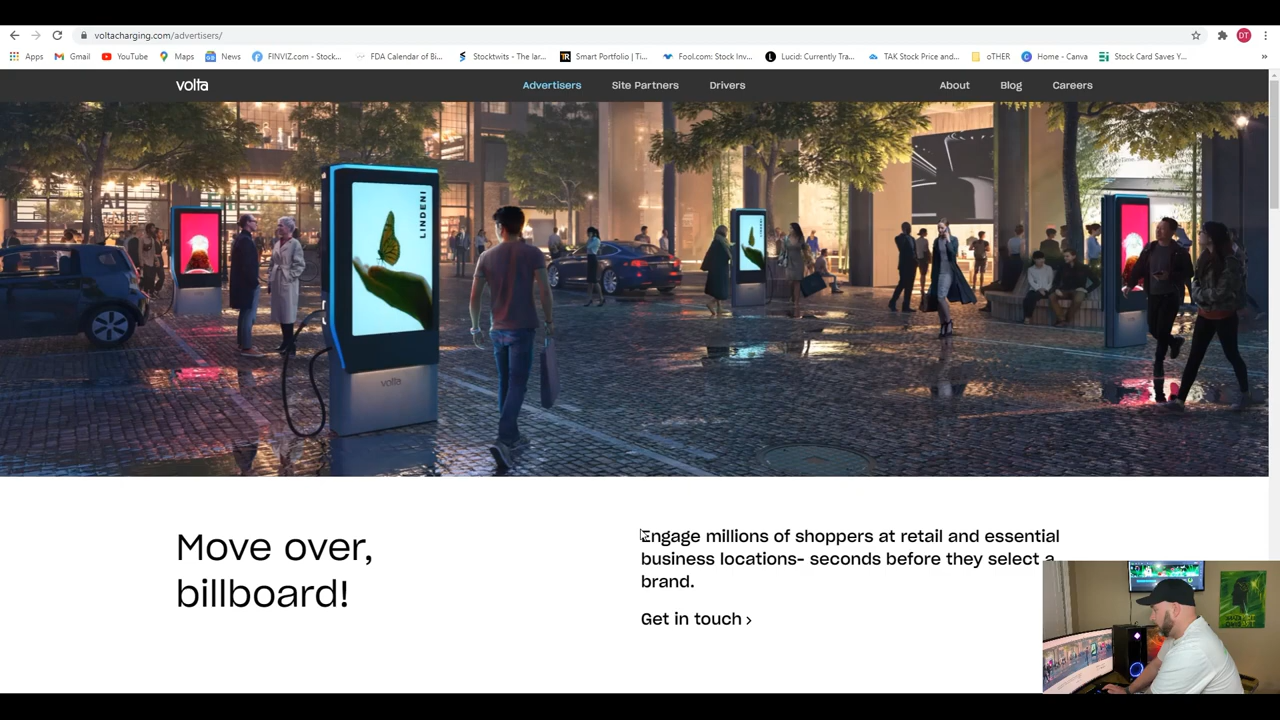 voltacharging.com/advertisers/
DT
Apps
Gmail
YouTube
Maps
News
FINVIZ.com - Stock...
FDA Calendar of Bi...
Stocktwits - The lar...
Smart Portfolio | Ti...
Fool.com: Stock Inv...
Lucid: Currently Tra...
TAK Stock Price and...
oTHER
Home - Canva
Stock Card Saves Y...
»
volta
Advertisers
Site Partners
Drivers
About
Blog
Careers
LINDENI
volta
Move over,
billboard!
Engage millions of shoppers at retail and essential
business locations- seconds before they select a
brand.
Get in touch ›